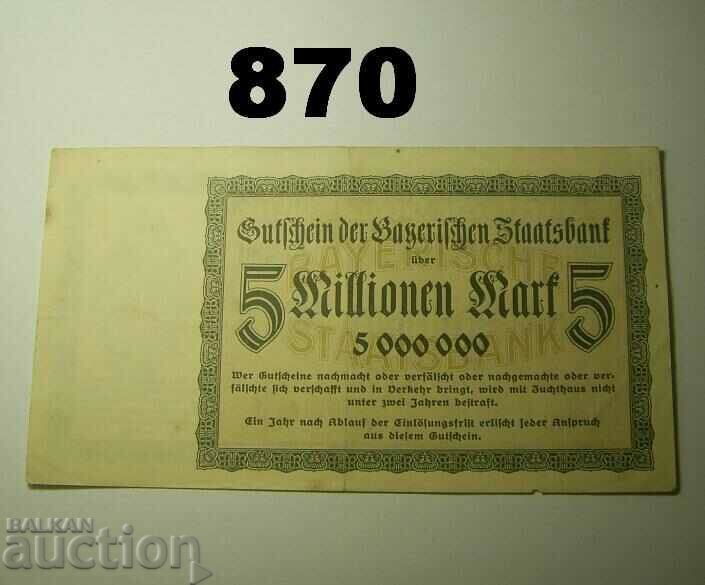 870
Gutschein der Bayerischen Staatsbank
über
BAYERISCHE
5 Millionen Mark 5
5 000 000
STAATSBANK
Wer Gutscheine nachmacht oder verfälscht oder nachgemachte oder ver-
fälschte sich verschafft und in Verkehr bringt, wird mit Zuchthaus nicht
unter zwei Jahren bestraft.
Ein Jahr nach Ablauf der Einlösungsfrist erlischt jeder Anspruch
aus diesem Gutschein.
BALKAN
auction